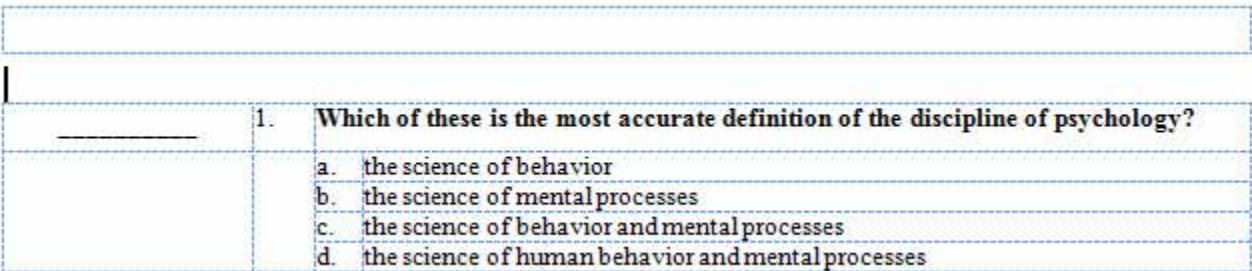 __________ 1. Which of these is the most accurate definition of the discipline of psychology?
a. the science of behavior
b. the science of mental processes
c. the science of behavior and mental processes
d. the science of human behavior and mental processes